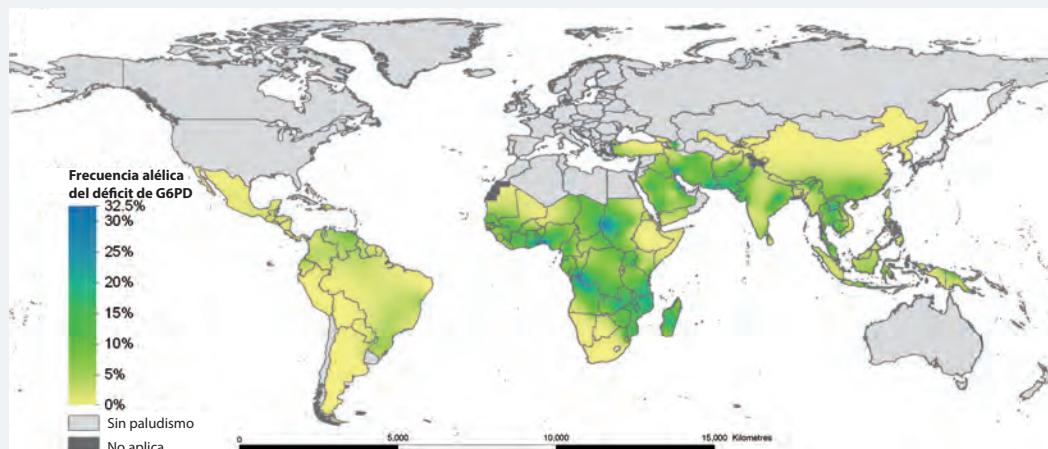 Frecuencia alélica
del déficit de G6PD
32.5%
30%
25%
20%
15%
10%
5%
0%
Sin paludismo
No aplica
0 5,000 10,000 15,000 Kilometres